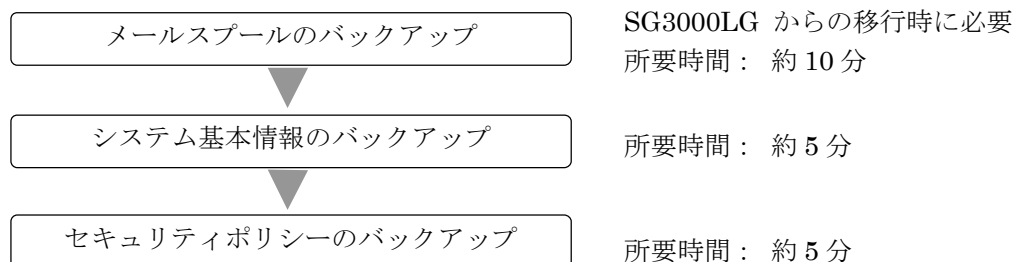 メールスプールのバックアップ
SG3000LG からの移行時に必要
所要時間： 約 10 分
システム基本情報のバックアップ
所要時間： 約 5 分
セキュリティポリシーのバックアップ
所要時間： 約 5 分